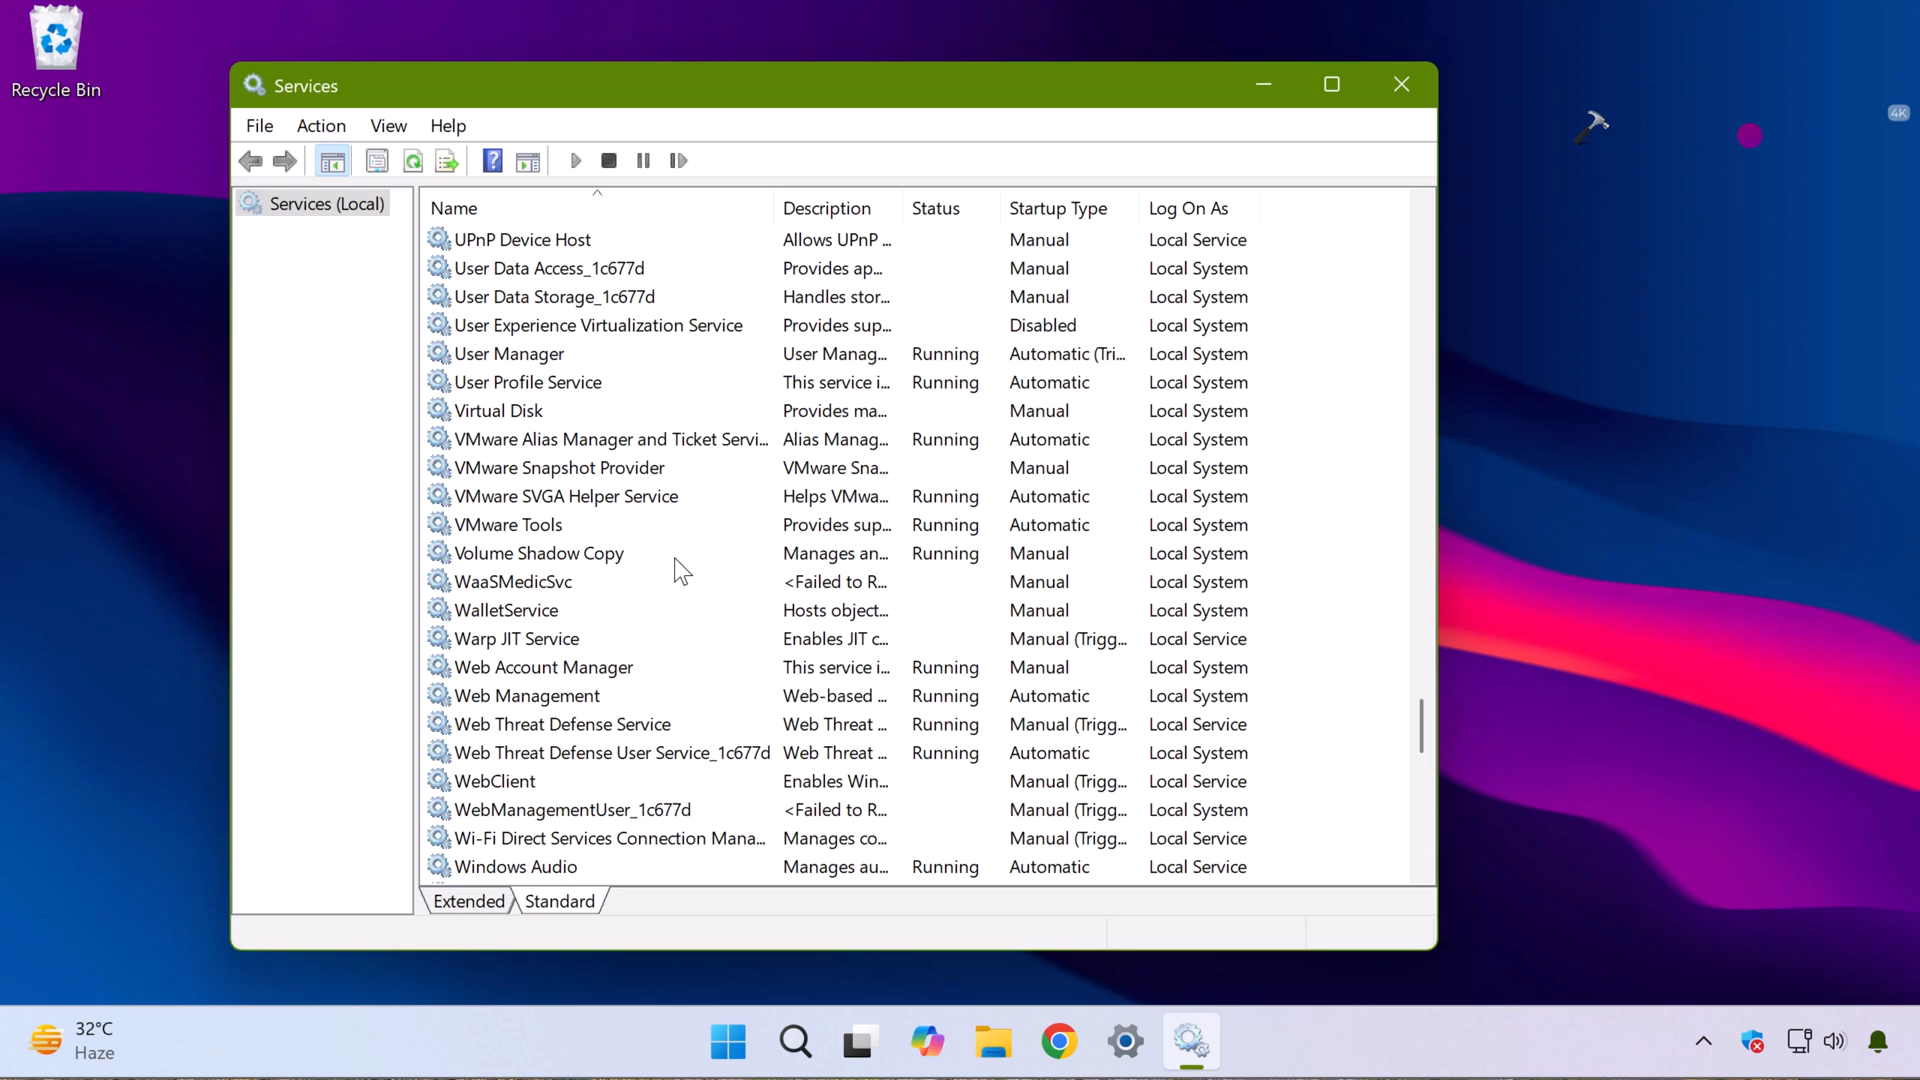 Recycle Bin
Services
File Action View Help
?
Services (Local)
Name Description Status Startup Type Log On As
UPnP Device Host Allows UPnP ... Manual Local Service
User Data Access_1c677d Provides ap... Manual Local System
User Data Storage_1c677d Handles stor... Manual Local System
User Experience Virtualization Service Provides sup... Disabled Local System
User Manager User Manag... Running Automatic (Tri... Local System
User Profile Service This service i... Running Automatic Local System
Virtual Disk Provides ma... Manual Local System
VMware Alias Manager and Ticket Servi... Alias Manag... Running Automatic Local System
VMware Snapshot Provider VMware Sna... Manual Local System
VMware SVGA Helper Service Helps VMwa... Running Automatic Local System
VMware Tools Provides sup... Running Automatic Local System
Volume Shadow Copy Manages an... Running Manual Local System
WaaSMedicSvc <Failed to R... Manual Local System
WalletService Hosts object... Manual Local System
Warp JIT Service Enables JIT c... Manual (Trigg... Local Service
Web Account Manager This service i... Running Manual Local System
Web Management Web-based ... Running Automatic Local System
Web Threat Defense Service Web Threat ... Running Manual (Trigg... Local Service
Web Threat Defense User Service_1c677d Web Threat ... Running Automatic Local System
WebClient Enables Win... Manual (Trigg... Local Service
WebManagementUser_1c677d <Failed to R... Manual (Trigg... Local System
Wi-Fi Direct Services Connection Mana... Manages co... Manual (Trigg... Local Service
Windows Audio Manages au... Running Automatic Local Service
Extended Standard
4K
32°C
Haze